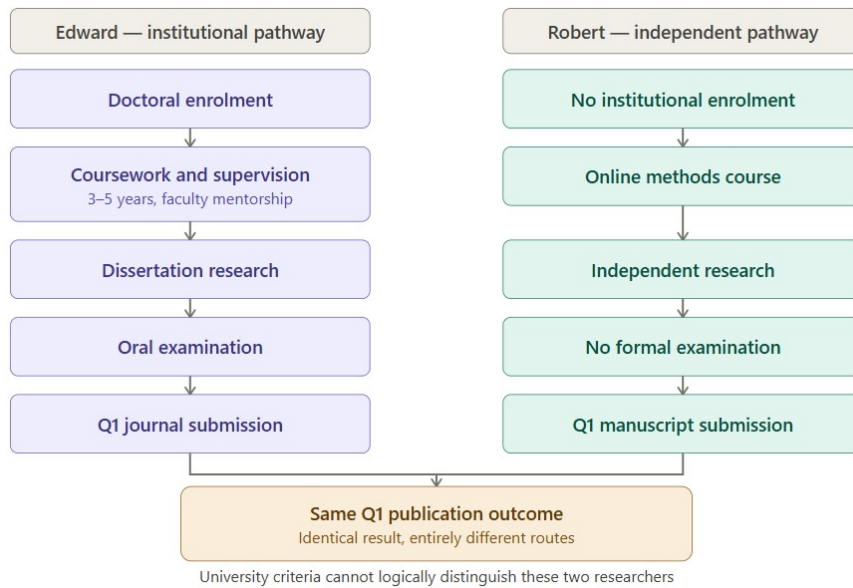 Edward — institutional pathway
Doctoral enrolment
Coursework and supervision
3–5 years, faculty mentorship
Dissertation research
Oral examination
Q1 journal submission
Robert — independent pathway
No institutional enrolment
Online methods course
Independent research
No formal examination
Q1 manuscript submission
Same Q1 publication outcome
Identical result, entirely different routes
University criteria cannot logically distinguish these two researchers